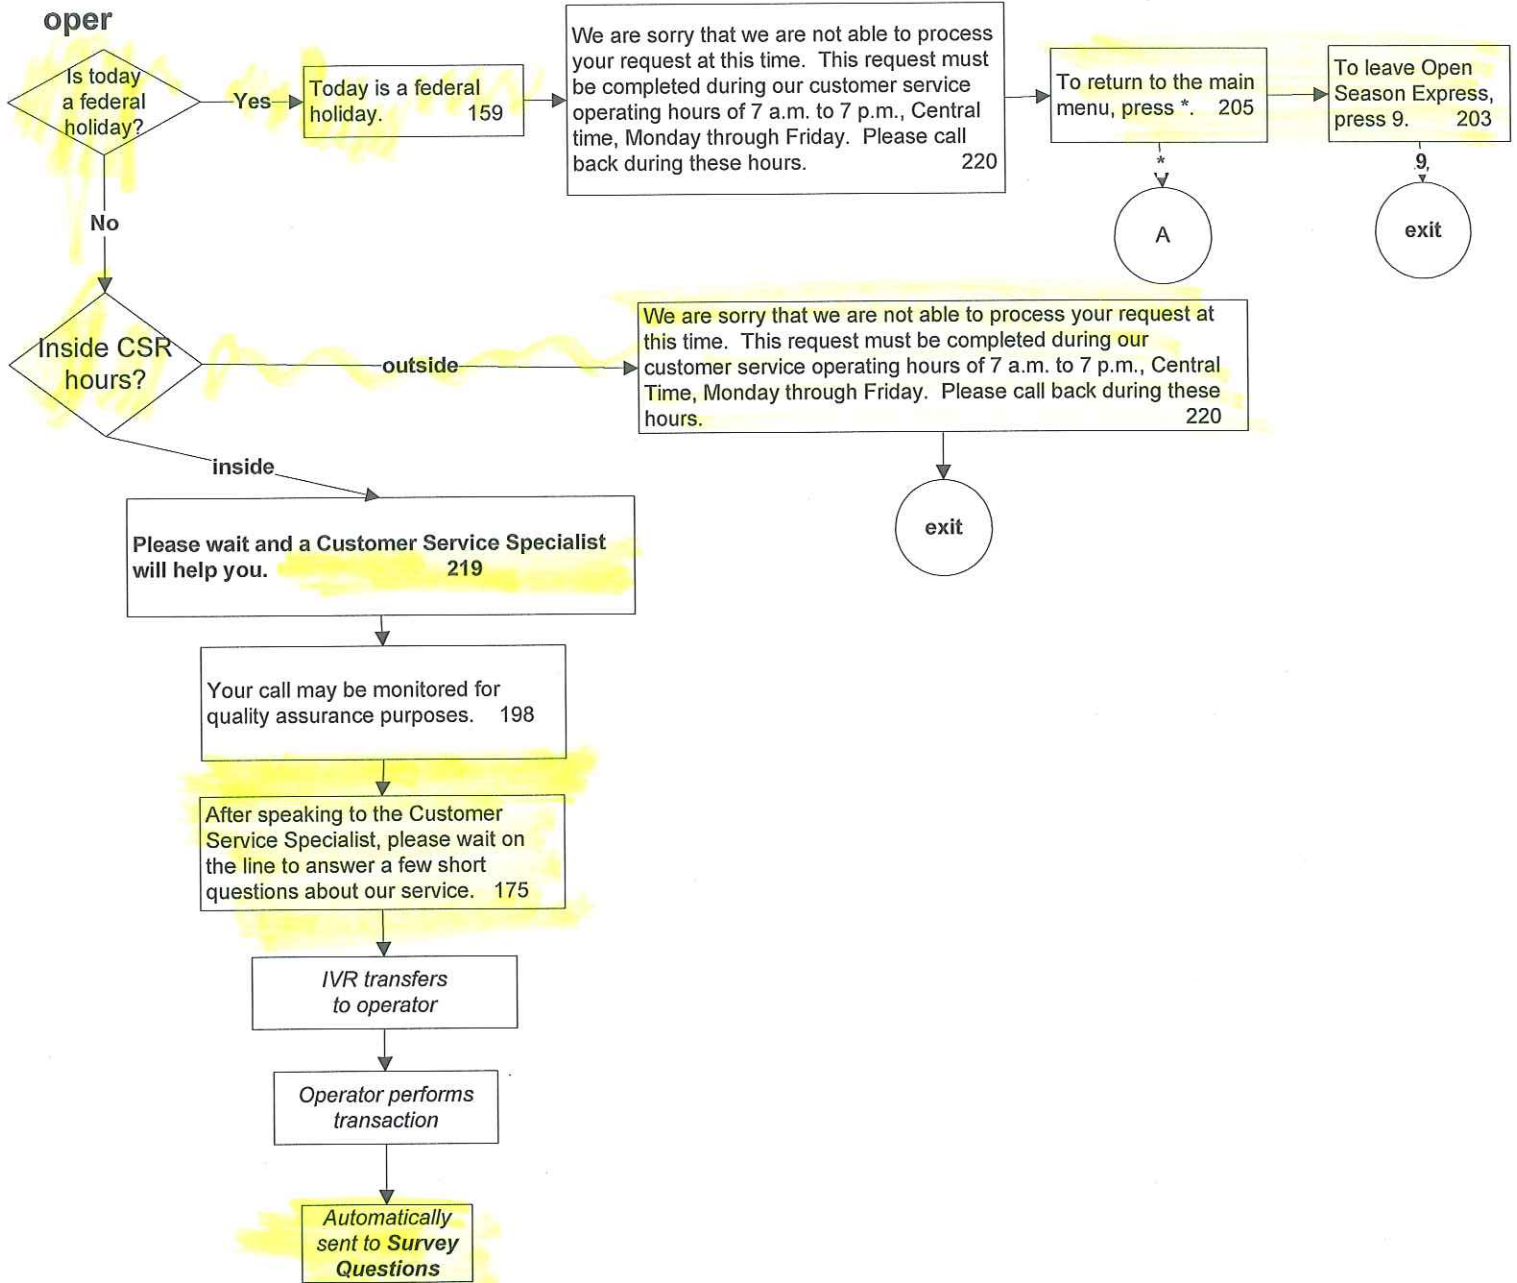 oper
Is today
a federal
holiday?
Yes
Today is a federal
holiday. 159
We are sorry that we are not able to process
your request at this time. This request must
be completed during our customer service
operating hours of 7 a.m. to 7 p.m., Central
time, Monday through Friday. Please call
back during these hours. 220
To return to the main
menu, press *. 205
To leave Open
Season Express,
press 9. 203
*
A
9,
exit
No
Inside CSR
hours?
outside
We are sorry that we are not able to process your request at
this time. This request must be completed during our
customer service operating hours of 7 a.m. to 7 p.m., Central
Time, Monday through Friday. Please call back during these
hours. 220
exit
inside
Please wait and a Customer Service Specialist
will help you. 219
Your call may be monitored for
quality assurance purposes. 198
After speaking to the Customer
Service Specialist, please wait on
the line to answer a few short
questions about our service. 175
IVR transfers
to operator
Operator performs
transaction
Automatically
sent to Survey
Questions